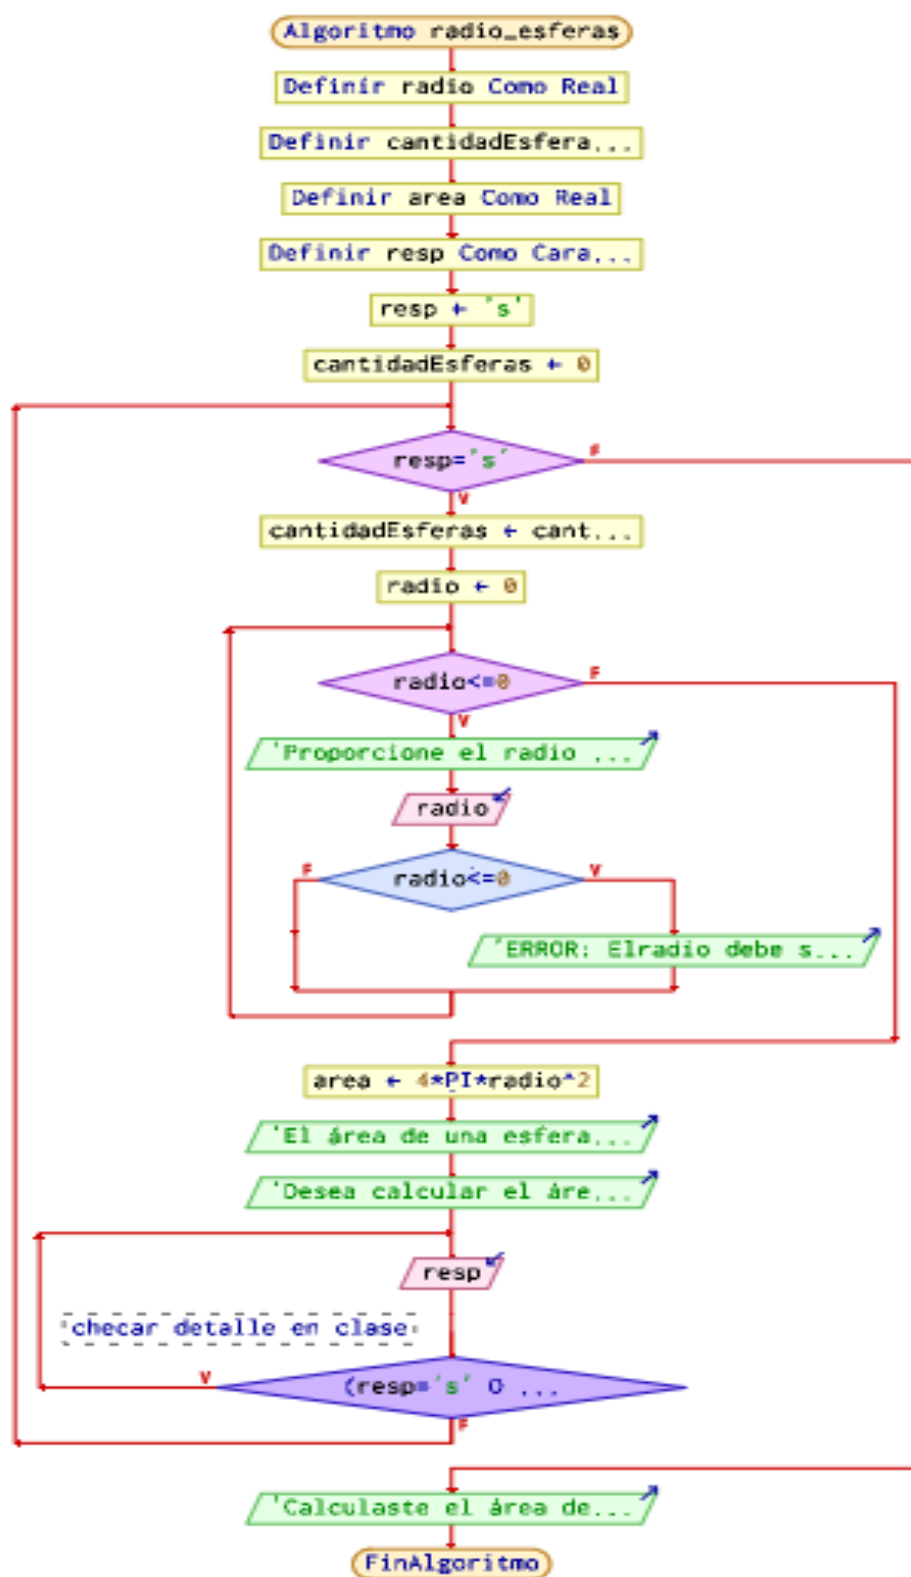 Algoritmo radio_esferas
Definir radio Como Real
Definir cantidadEsfera...
Definir area Como Real
Definir resp Como Cara...
resp ← 's'
cantidadEsferas ← 0
resp='s'
F
V
cantidadEsferas ← cant...
radio ← 0
radio<=0
F
V
'Proporcione el radio ...
radio
F
radio<=0
V
'ERROR: Elradio debe s...
area ← 4*PI*radio^2
'El área de una esfera...
'Desea calcular el áre...
resp
checar detalle en clase
V
(resp='s' O ...
F
'Calculaste el área de...
FinAlgoritmo